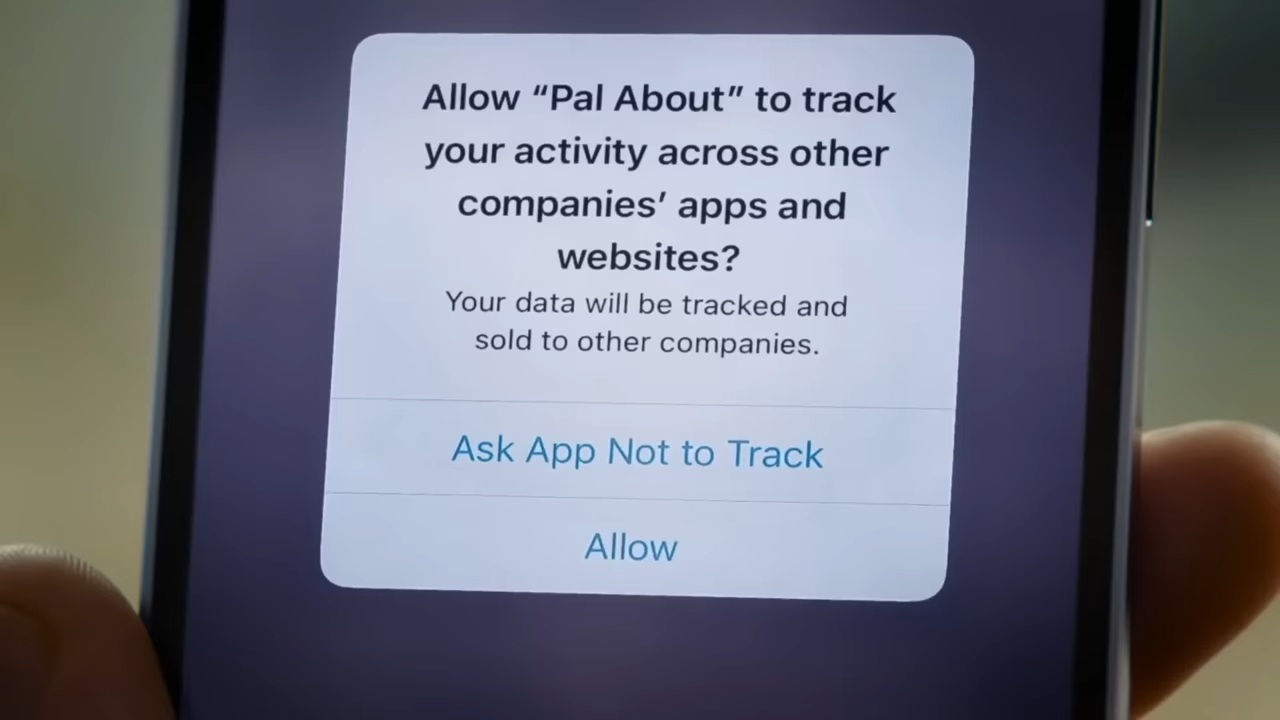 Allow “Pal About” to track
your activity across other
companies’ apps and
websites?
Your data will be tracked and
sold to other companies.
Ask App Not to Track
Allow